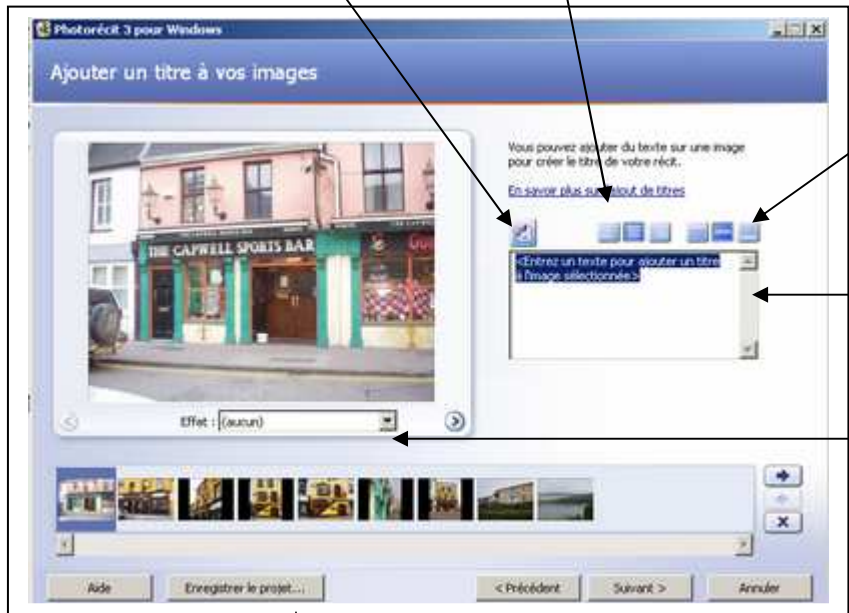 Photorécit 3 pour Windows
Ajouter un titre à vos images
Vous pouvez ajouter du texte sur une image
pour créer le titre de votre récit.
En savoir plus sur l'ajout de titres
<Entrez un texte pour ajouter un titre
à l'image sélectionnée>
THE CAPWELL SPORTS BAR
Effet : (aucun)
Aide
Enregistrer le projet...
< Précédent
Suivant >
Annuler